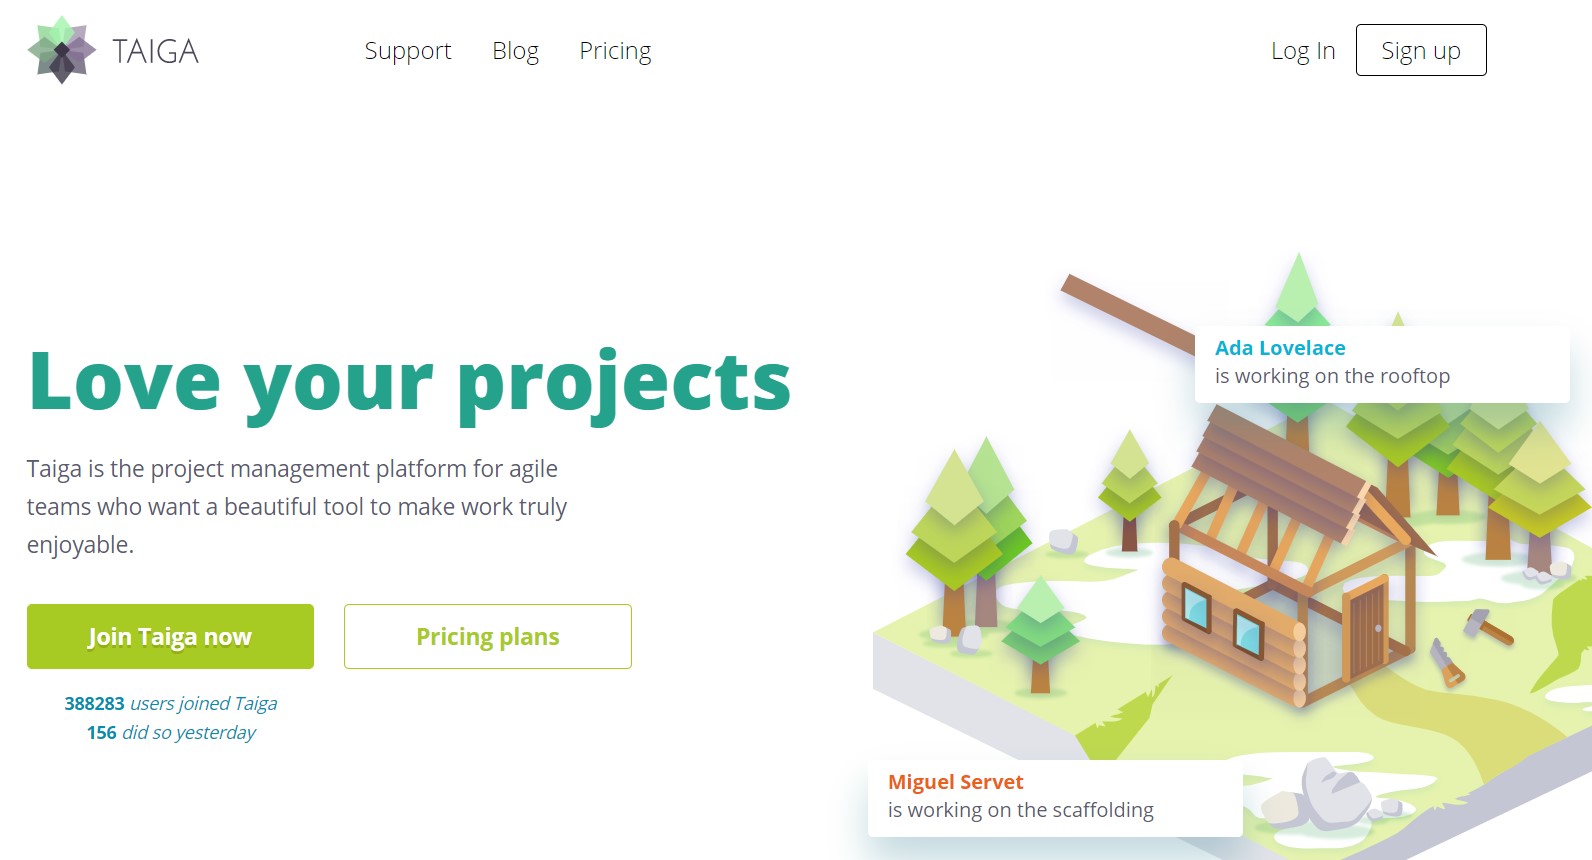 TAIGA
Support Blog Pricing
Log In Sign up
Love your projects
Taiga is the project management platform for agile
teams who want a beautiful tool to make work truly
enjoyable.
Join Taiga now
Pricing plans
388283 users joined Taiga
156 did so yesterday
Ada Lovelace
is working on the rooftop
Miguel Servet
is working on the scaffolding